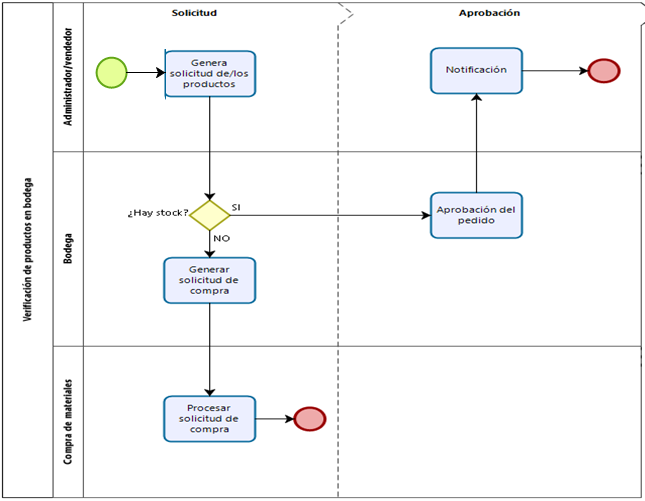 Solicitud
Aprobación
Verificación de productos en bodega
Administrador/vendedor
Genera
solicitud de/los
productos
Notificación
Bodega
¿Hay stock?
SI
NO
Aprobación del
pedido
Generar
solicitud de
compra
Compra de materiales
Procesar
solicitud de
compra